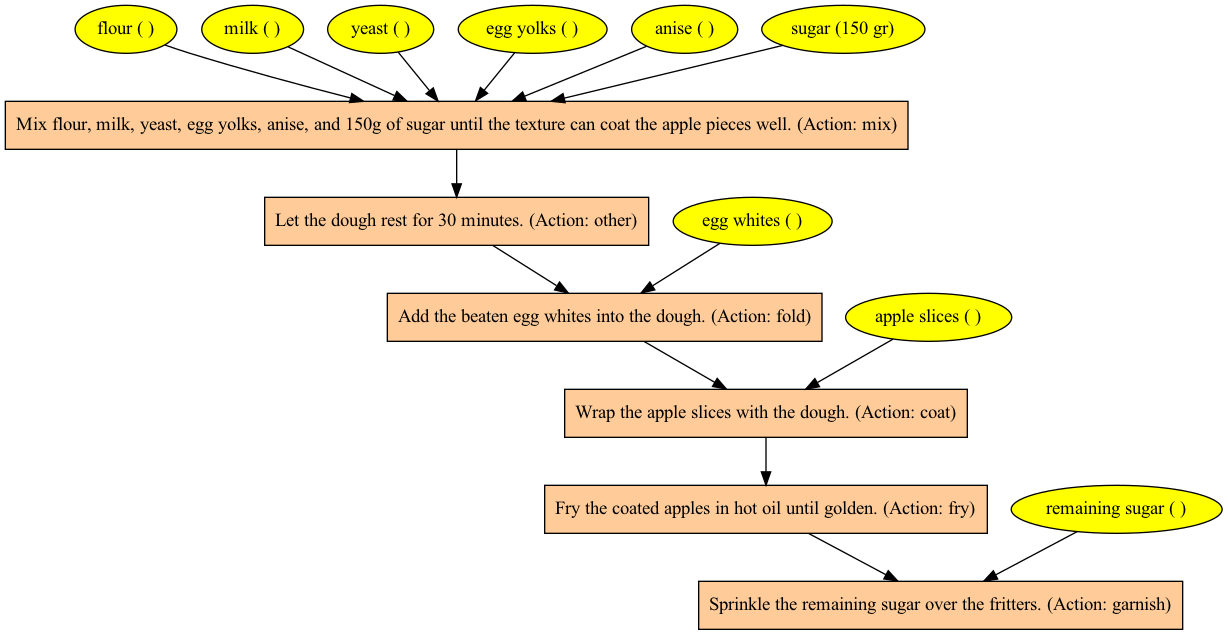 flour ( )
milk ( )
yeast ( )
egg yolks ( )
anise ( )
sugar (150 gr)
Mix flour, milk, yeast, egg yolks, anise, and 150g of sugar until the texture can coat the apple pieces well. (Action: mix)
Let the dough rest for 30 minutes. (Action: other)
egg whites ( )
Add the beaten egg whites into the dough. (Action: fold)
apple slices ( )
Wrap the apple slices with the dough. (Action: coat)
Fry the coated apples in hot oil until golden. (Action: fry)
remaining sugar ( )
Sprinkle the remaining sugar over the fritters. (Action: garnish)